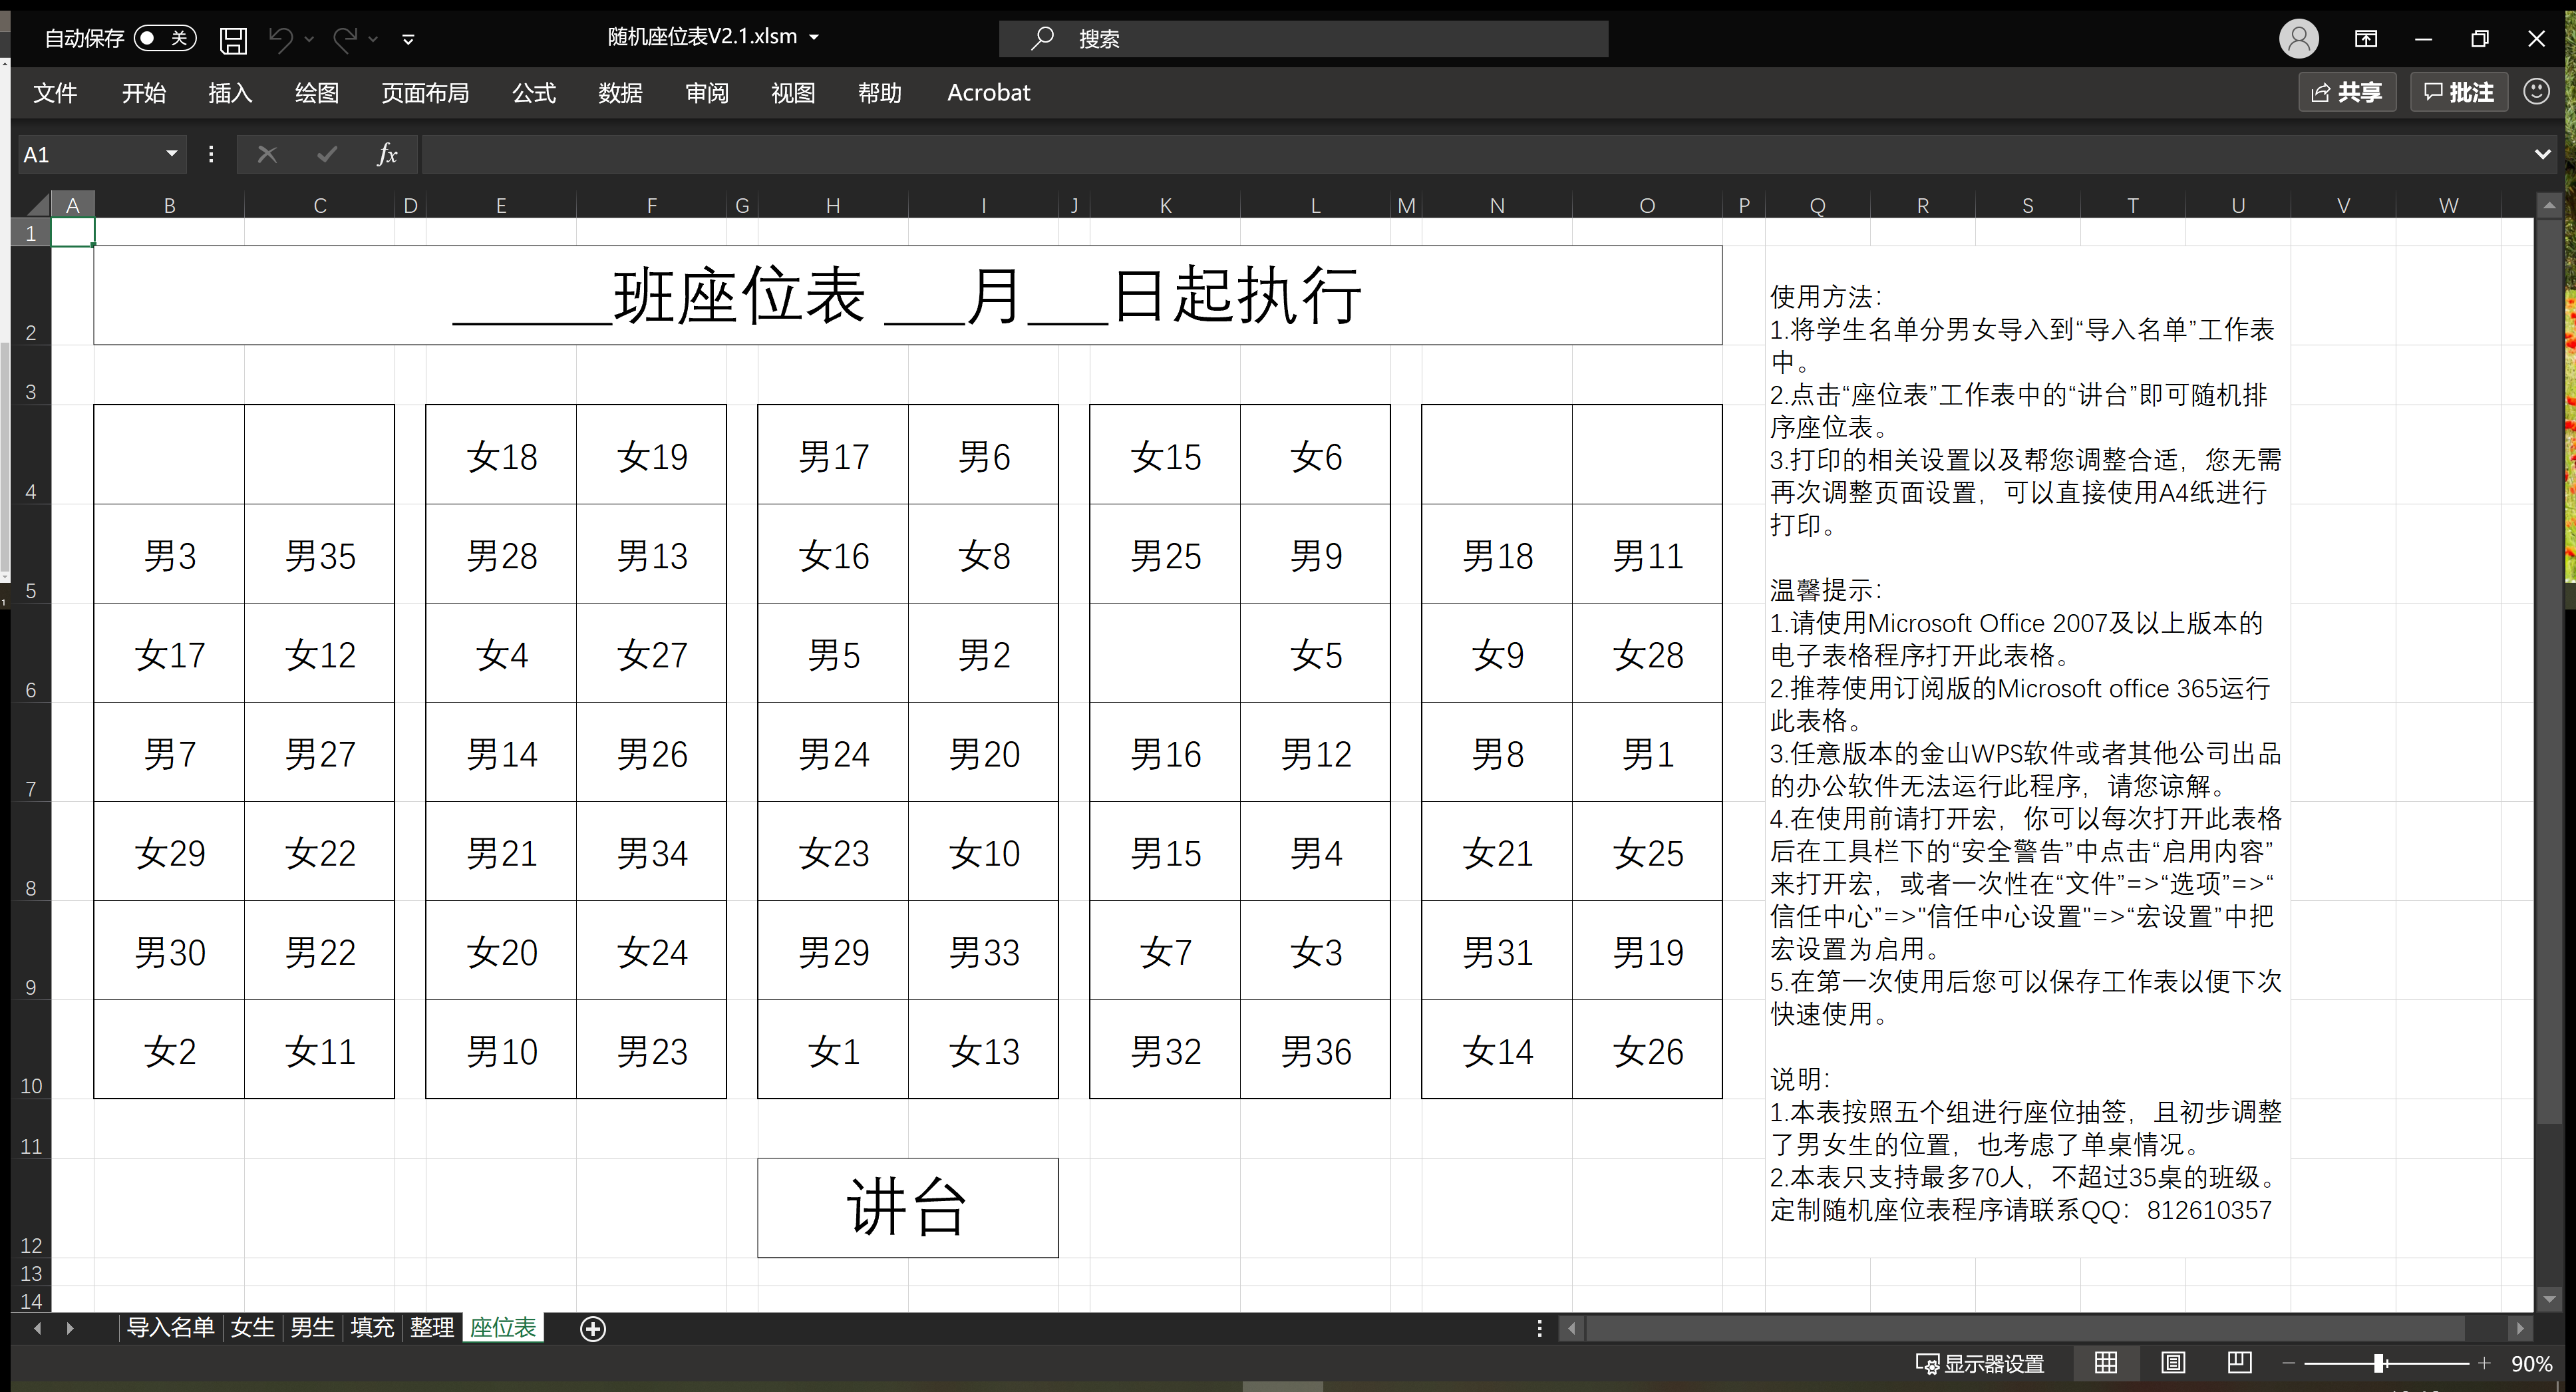 自动保存 关 随机座位表V2.1.xlsm 搜索
文件 开始 插入 绘图 页面布局 公式 数据 审阅 视图 帮助 Acrobat 共享 批注
A1 fx
A B C D E F G H I J K L M N O P Q R S T U V W
1
2 _____班座位表 ___月___日起执行
3
4 女18 女19 男17 男6 女15 女6
5 男3 男35 男28 男13 女16 女8 男25 男9 男18 男11
6 女17 女12 女4 女27 男5 男2 女5 女9 女28
7 男7 男27 男14 男26 男24 男20 男16 男12 男8 男1
8 女29 女22 男21 男34 女23 女10 男15 男4 女21 女25
9 男30 男22 女20 女24 男29 男33 女7 女3 男31 男19
10 女2 女11 男10 男23 女1 女13 男32 男36 女14 女26
11
12 讲台
13
14
使用方法：
1.将学生名单分男女导入到“导入名单”工作表
中。
2.点击“座位表”工作表中的“讲台”即可随机排
序座位表。
3.打印的相关设置以及帮您调整合适，您无需
再次调整页面设置，可以直接使用A4纸进行
打印。
温馨提示：
1.请使用Microsoft Office 2007及以上版本的
电子表格程序打开此表格。
2.推荐使用订阅版的Microsoft office 365运行
此表格。
3.任意版本的金山WPS软件或者其他公司出品
的办公软件无法运行此程序，请您谅解。
4.在使用前请打开宏，你可以每次打开此表格
后在工具栏下的“安全警告”中点击“启用内容”
来打开宏，或者一次性在“文件”=>“选项”=>“
信任中心”=>"信任中心设置"=>“宏设置”中把
宏设置为启用。
5.在第一次使用后您可以保存工作表以便下次
快速使用。
说明：
1.本表按照五个组进行座位抽签，且初步调整
了男女生的位置，也考虑了单桌情况。
2.本表只支持最多70人，不超过35桌的班级。
定制随机座位表程序请联系QQ：812610357
导入名单 女生 男生 填充 整理 座位表
显示器设置 90%